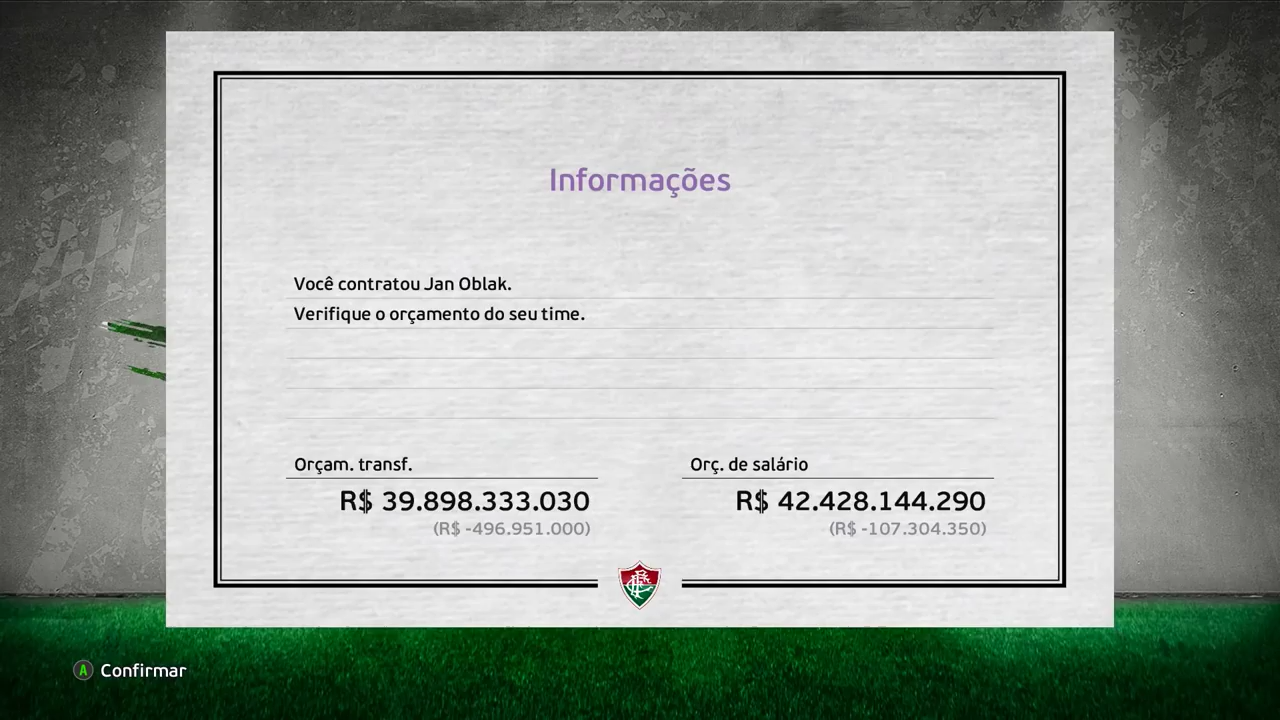 Informações
Você contratou Jan Oblak.
Verifique o orçamento do seu time.
Orçam. transf.
R$ 39.898.333.030
(R$ -496.951.000)
Orç. de salário
R$ 42.428.144.290
(R$ -107.304.350)
A Confirmar